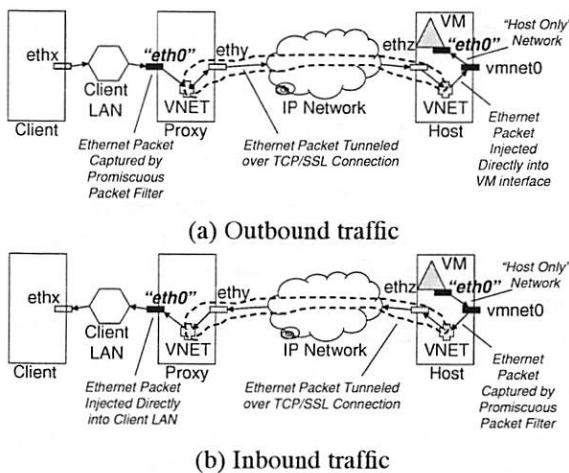 ethx
Client
LAN
Client
"eth0"
ethy
VNET
Proxy
IP Network
ethz
VM
"eth0"
VNET
Host
"Host Only"
Network
vmnet0
Ethernet Packet
Captured by
Promiscuous
Packet Filter
Ethernet Packet Tunneled
over TCP/SSL Connection
Ethernet
Packet
Injected
Directly into
VM interface
(a) Outbound traffic
ethx
Client
LAN
Client
"eth0"
ethy
VNET
Proxy
IP Network
ethz
VM
"eth0"
VNET
Host
"Host Only"
Network
vmnet0
Ethernet Packet
Injected Directly
into Client LAN
Ethernet Packet Tunneled
over TCP/SSL Connection
Ethernet
Packet
Captured by
Promiscuous
Packet Filter
(b) Inbound traffic